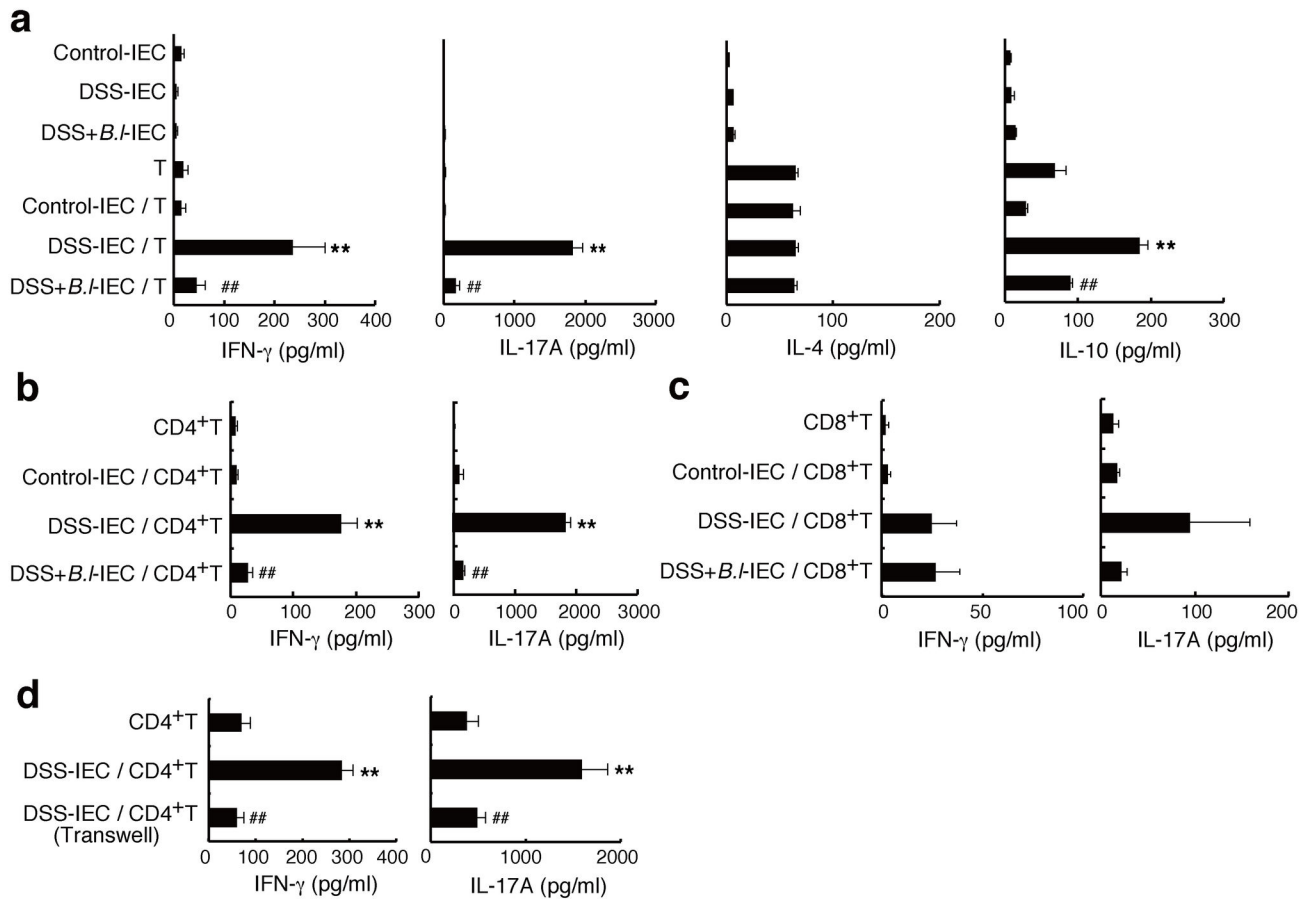 a
Control-IEC
DSS-IEC
DSS+B.l-IEC
T
Control-IEC / T
DSS-IEC / T
DSS+B.l-IEC / T
** ** **
## ## ##
0 100 200 300 400
IFN-γ (pg/ml)
0 1000 2000 3000
IL-17A (pg/ml)
0 100 200
IL-4 (pg/ml)
0 100 200 300
IL-10 (pg/ml)
b
CD4+T
Control-IEC / CD4+T
DSS-IEC / CD4+T
DSS+B.l-IEC / CD4+T
** **
## ##
0 100 200 300
IFN-γ (pg/ml)
0 1000 2000 3000
IL-17A (pg/ml)
c
CD8+T
Control-IEC / CD8+T
DSS-IEC / CD8+T
DSS+B.l-IEC / CD8+T
0 50 100
IFN-γ (pg/ml)
0 100 200
IL-17A (pg/ml)
d
CD4+T
DSS-IEC / CD4+T
DSS-IEC / CD4+T
(Transwell)
** **
## ##
0 100 200 300 400
IFN-γ (pg/ml)
0 1000 2000
IL-17A (pg/ml)